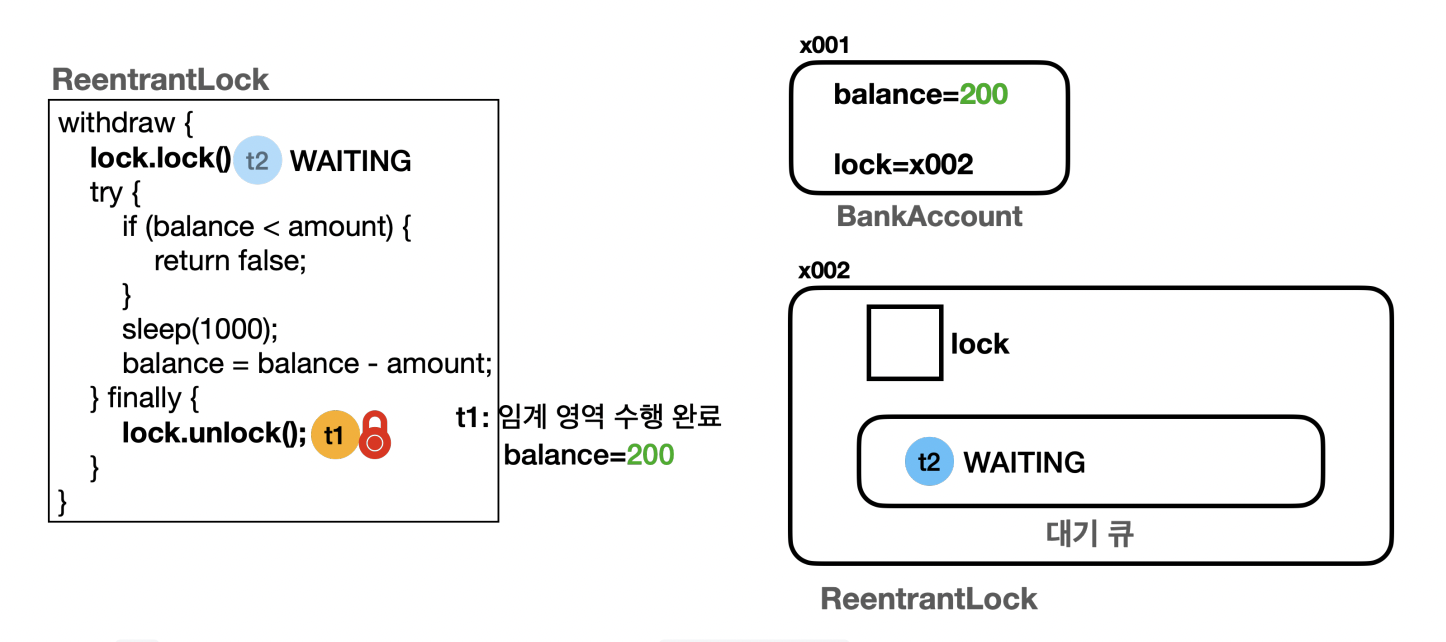 ReentrantLock
withdraw {
lock.lock() t2 WAITING
try {
if (balance < amount) {
return false;
}
sleep(1000);
balance = balance - amount;
} finally {
lock.unlock(); t1
}
}
t1: 임계 영역 수행 완료
balance=200
x001
balance=200
lock=x002
BankAccount
x002
lock
t2 WAITING
대기 큐
ReentrantLock